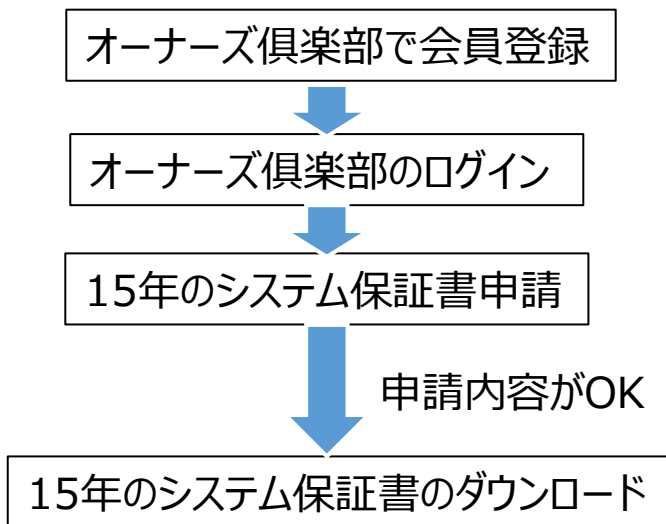 オーナーズ倶楽部で会員登録
オーナーズ倶楽部のログイン
15年のシステム保証書申請
申請内容がOK
15年のシステム保証書のダウンロード